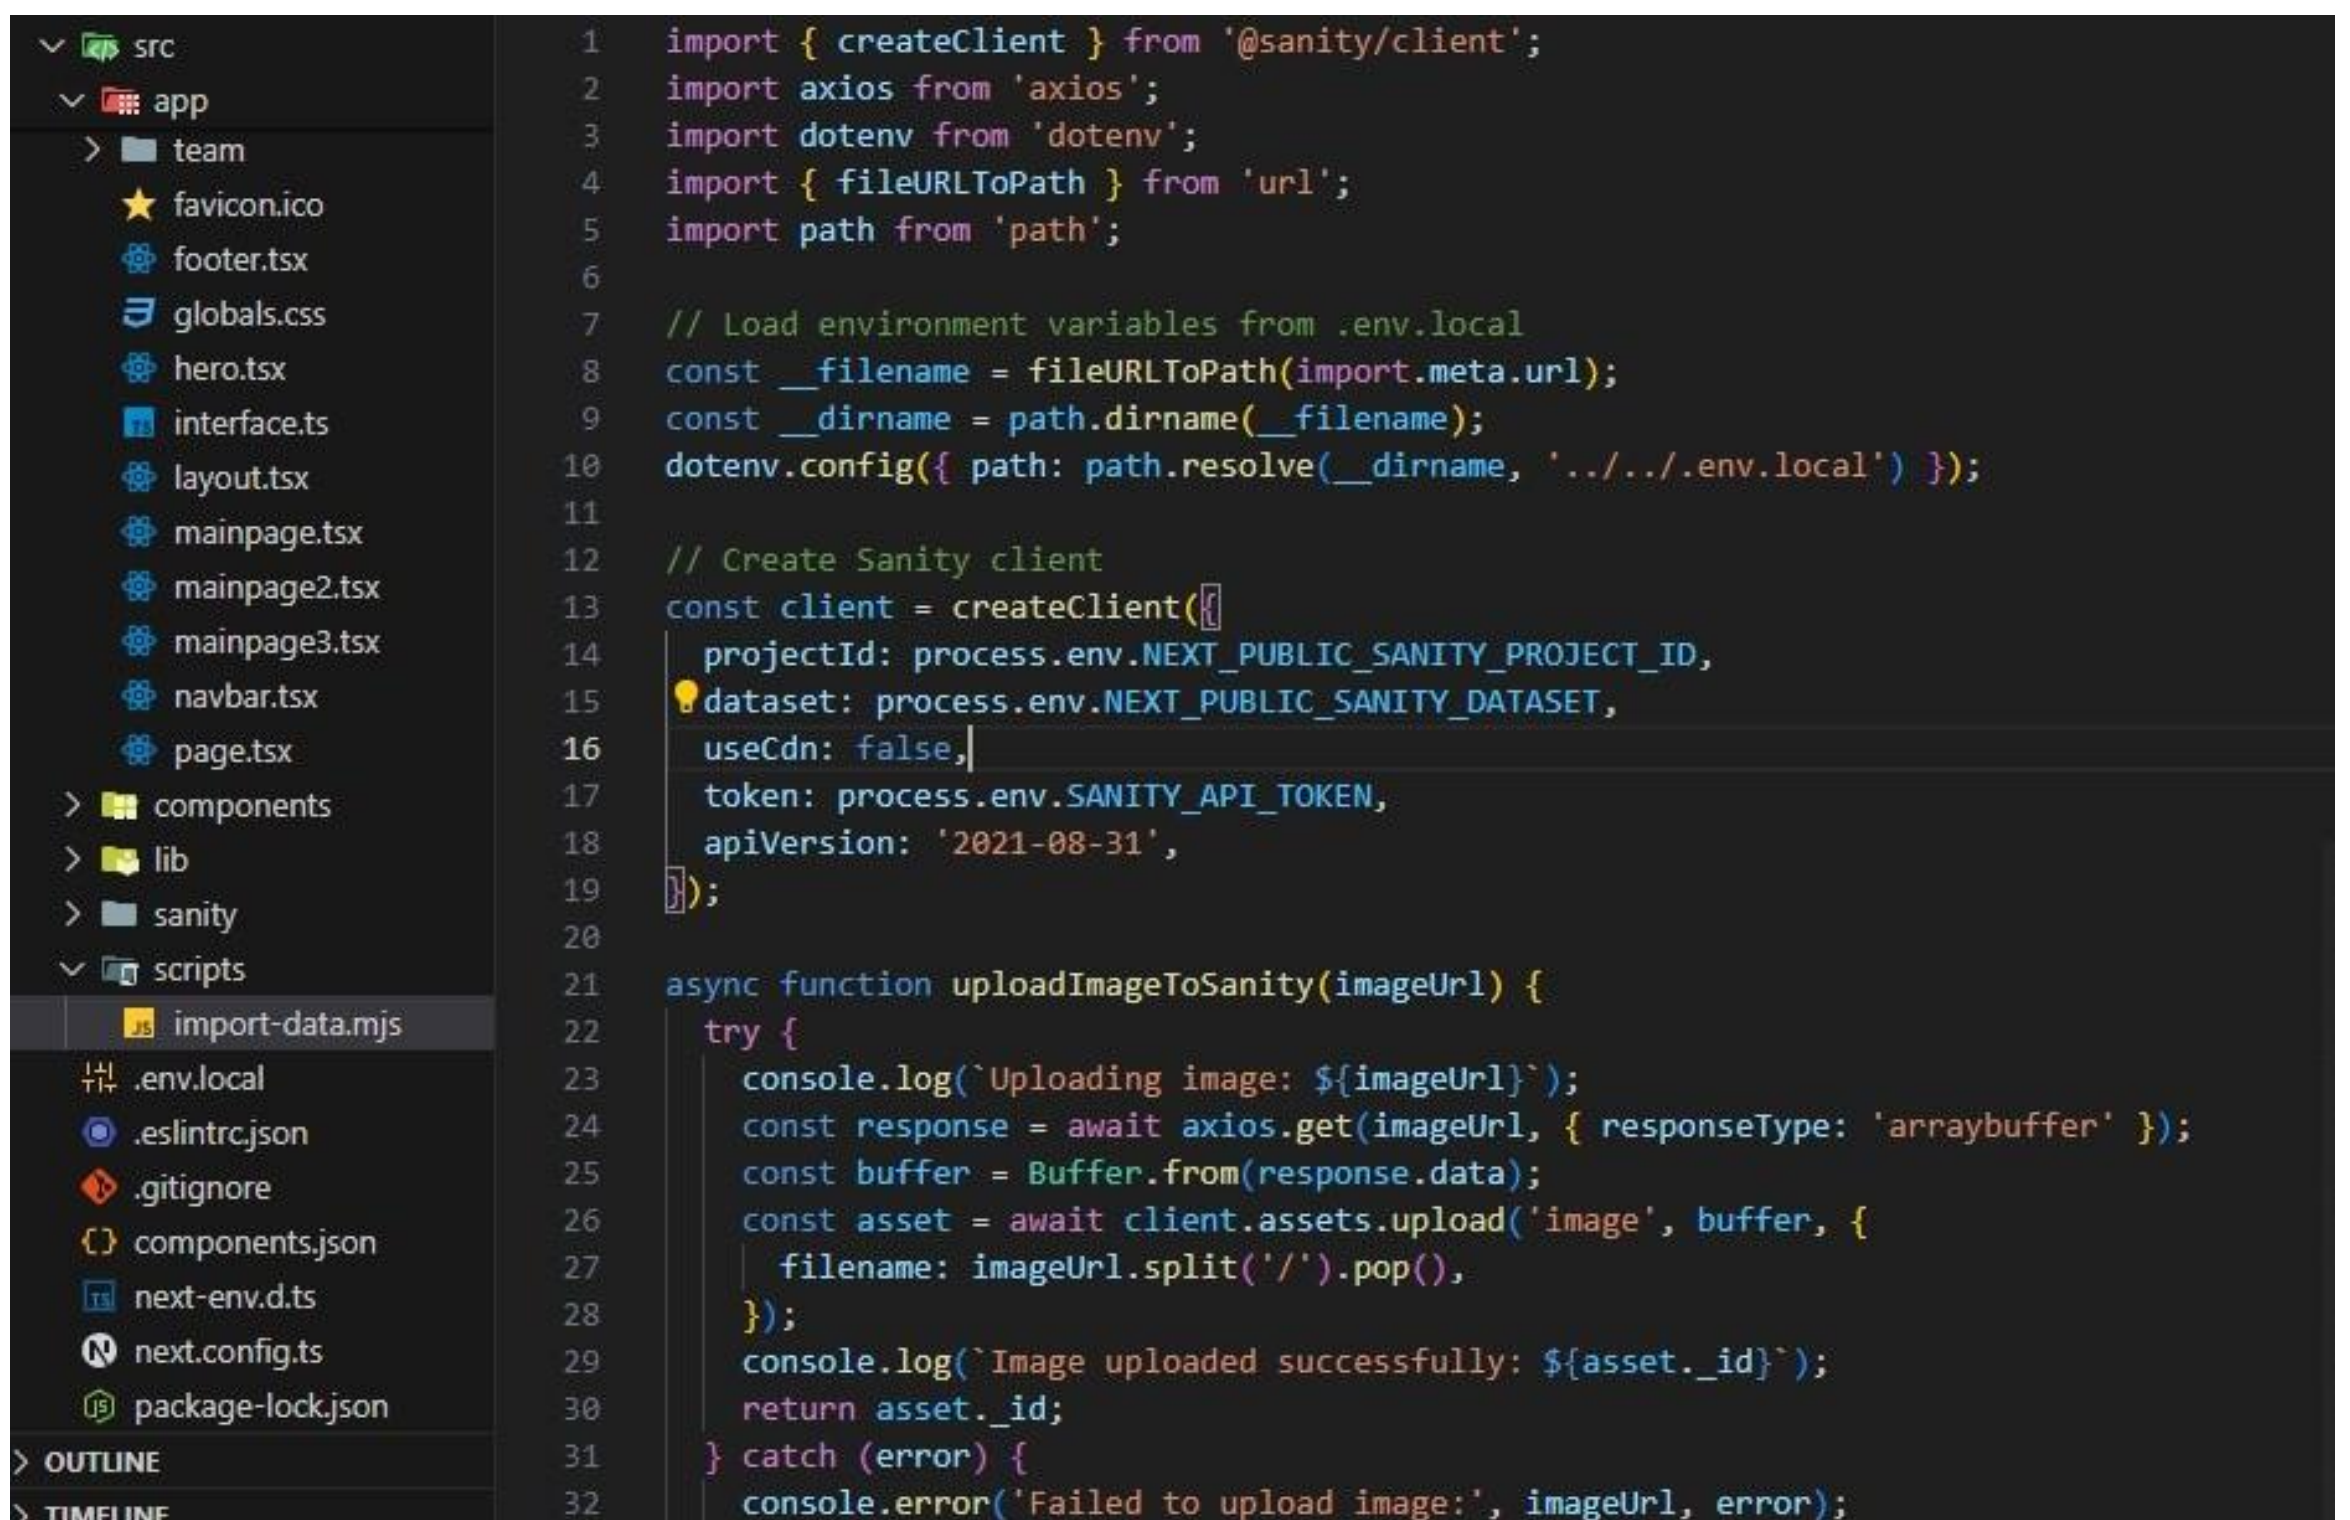 src
app
team
favicon.ico
footer.tsx
globals.css
hero.tsx
interface.ts
layout.tsx
mainpage.tsx
mainpage2.tsx
mainpage3.tsx
navbar.tsx
page.tsx
components
lib
sanity
scripts
import-data.mjs
.env.local
.eslintrc.json
.gitignore
components.json
next-env.d.ts
next.config.ts
package-lock.json
OUTLINE
TIMELINE
1 import { createClient } from '@sanity/client';
2 import axios from 'axios';
3 import dotenv from 'dotenv';
4 import { fileURLToPath } from 'url';
5 import path from 'path';
6
7 // Load environment variables from .env.local
8 const __filename = fileURLToPath(import.meta.url);
9 const __dirname = path.dirname(__filename);
10 dotenv.config({ path: path.resolve(__dirname, '../../.env.local') });
11
12 // Create Sanity client
13 const client = createClient({
14   projectId: process.env.NEXT_PUBLIC_SANITY_PROJECT_ID,
15   dataset: process.env.NEXT_PUBLIC_SANITY_DATASET,
16   useCdn: false,
17   token: process.env.SANITY_API_TOKEN,
18   apiVersion: '2021-08-31',
19 });
20
21 async function uploadImageToSanity(imageUrl) {
22   try {
23     console.log(`Uploading image: ${imageUrl}`);
24     const response = await axios.get(imageUrl, { responseType: 'arraybuffer' });
25     const buffer = Buffer.from(response.data);
26     const asset = await client.assets.upload('image', buffer, {
27       filename: imageUrl.split('/').pop(),
28     });
29     console.log(`Image uploaded successfully: ${asset._id}`);
30     return asset._id;
31   } catch (error) {
32     console.error('Failed to upload image:', imageUrl, error);